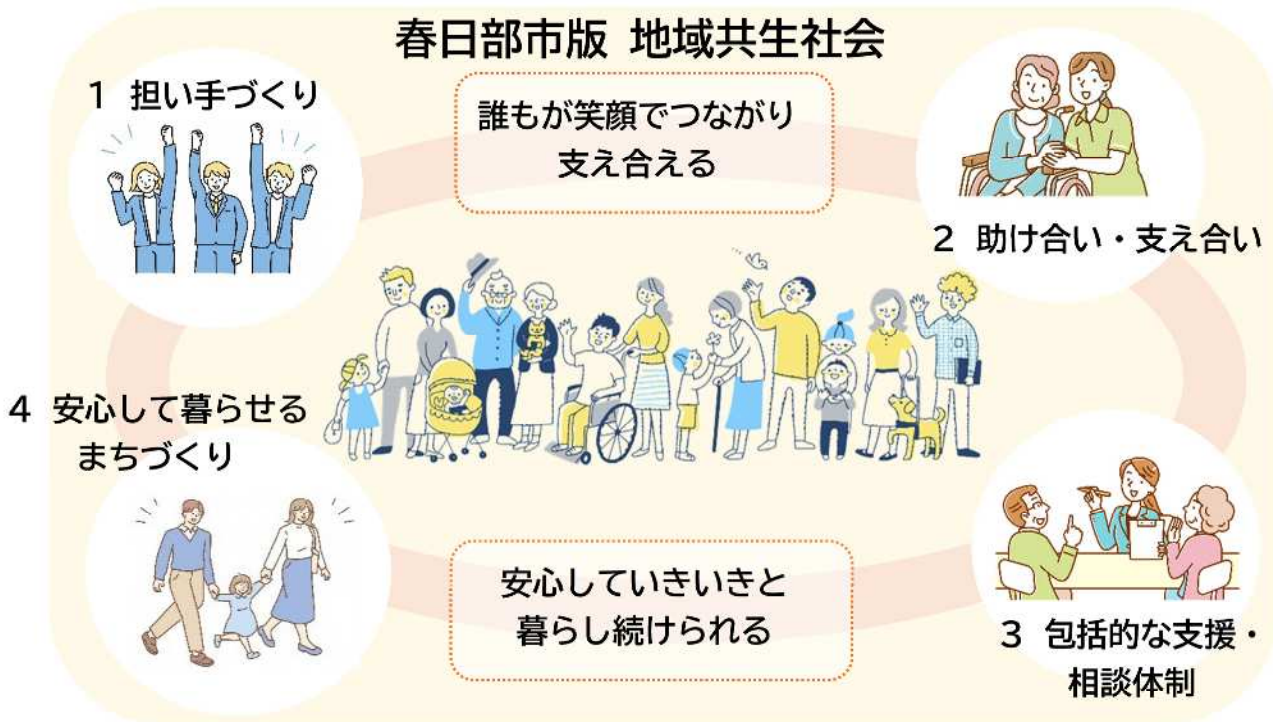 春日部市版 地域共生社会
1 担い手づくり
誰もが笑顔でつながり
支え合える
2 助け合い・支え合い
4 安心して暮らせる
まちづくり
安心していきいきと
暮らし続けられる
3 包括的な支援・
相談体制